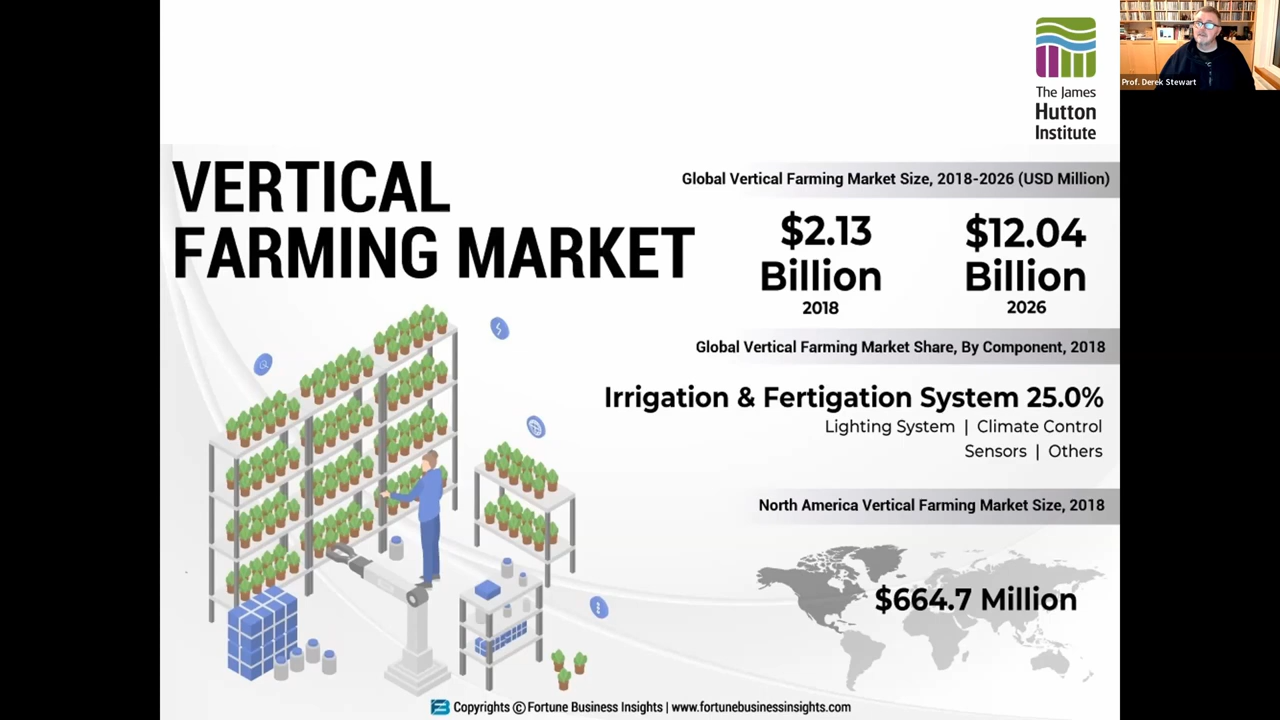 The James
Hutton
Institute
Prof. Derek Stewart
VERTICAL
FARMING MARKET
Global Vertical Farming Market Size, 2018-2026 (USD Million)
$2.13
Billion
2018
$12.04
Billion
2026
Global Vertical Farming Market Share, By Component, 2018
Irrigation & Fertigation System 25.0%
Lighting System | Climate Control
Sensors | Others
North America Vertical Farming Market Size, 2018
$664.7 Million
Copyrights © Fortune Business Insights | www.fortunebusinessinsights.com